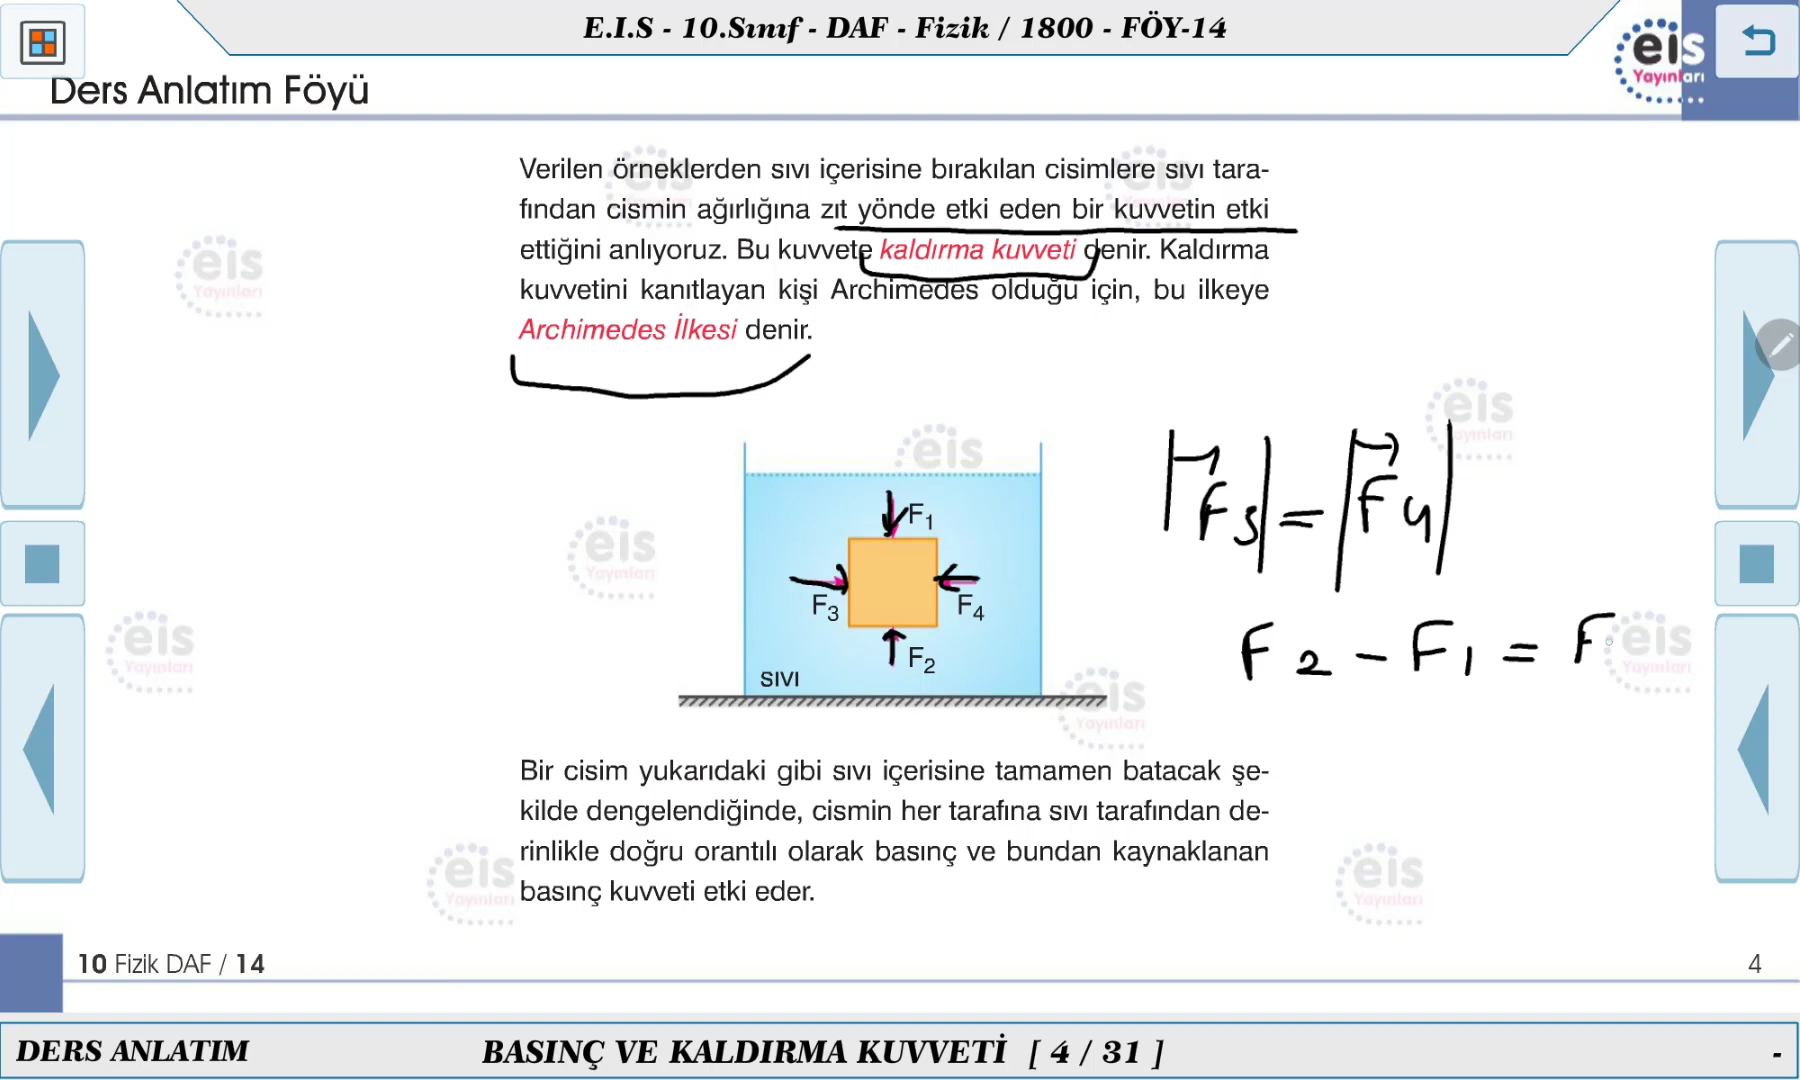 E.I.S - 10.Sınıf - DAF - Fizik / 1800 - FÖY-14
eis
Yayınları
Ders Anlatım Föyü
Verilen örneklerden sıvı içerisine bırakılan cisimlere sıvı tara-
fından cismin ağırlığına zıt yönde etki eden bir kuvvetin etki
ettiğini anlıyoruz. Bu kuvvete kaldırma kuvveti denir. Kaldırma
kuvvetini kanıtlayan kişi Archimedes olduğu için, bu ilkeye
Archimedes İlkesi denir.
F1
F3
F4
F2
SIVI
|F3| = |F4|
F2 - F1 = F
Bir cisim yukarıdaki gibi sıvı içerisine tamamen batacak şe-
kilde dengelendiğinde, cismin her tarafına sıvı tarafından de-
rinlikle doğru orantılı olarak basınç ve bundan kaynaklanan
basınç kuvveti etki eder.
10 Fizik DAF / 14
4
DERS ANLATIM
BASINÇ VE KALDIRMA KUVVETİ [ 4 / 31 ]
-